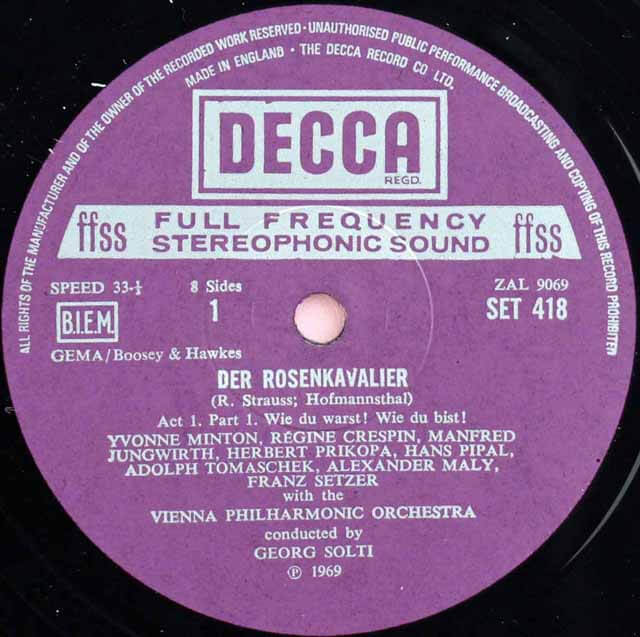 ALL RIGHTS OF THE MANUFACTURER AND OF THE OWNER OF THE RECORDED WORK RESERVED · UNAUTHORISED PUBLIC PERFORMANCE BROADCASTING AND COPYING OF THIS RECORD PROHIBITED
MADE IN ENGLAND · THE DECCA RECORD CO LTD.
DECCA
REGD.
ffss FULL FREQUENCY STEREOPHONIC SOUND ffss
SPEED 33-⅓ 8 Sides ZAL 9069
B.I.E.M. 1 SET 418
GEMA/Boosey & Hawkes
DER ROSENKAVALIER
(R. Strauss; Hofmannsthal)
Act 1. Part 1. Wie du warst! Wie du bist!
YVONNE MINTON, RÉGINE CRESPIN, MANFRED
JUNGWIRTH, HERBERT PRIKOPA, HANS PIPAL,
ADOLPH TOMASCHEK, ALEXANDER MALY,
FRANZ SETZER
with the
VIENNA PHILHARMONIC ORCHESTRA
conducted by
GEORG SOLTI
℗ 1969